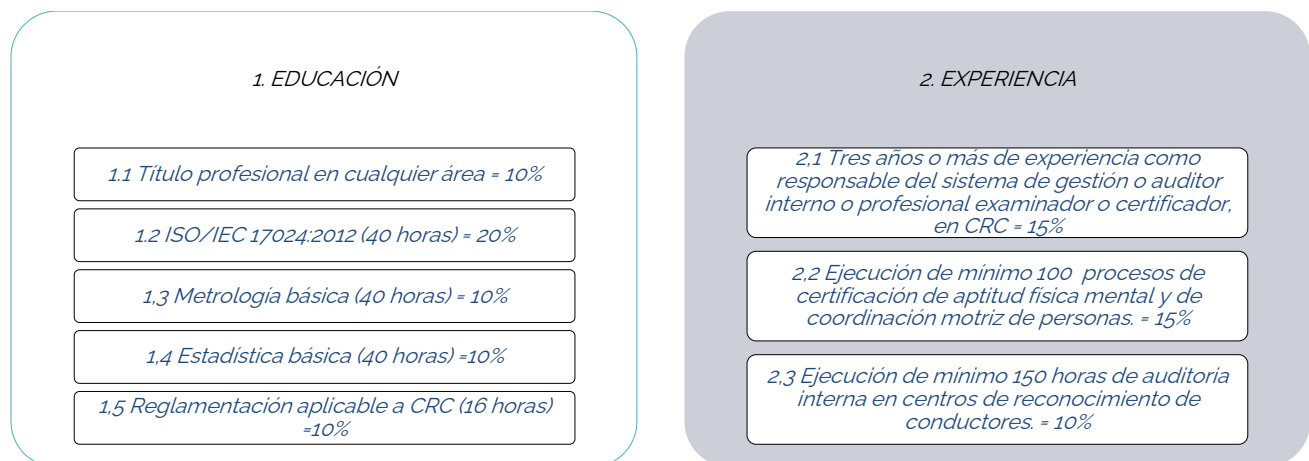 1. EDUCACIÓN
1.1 Título profesional en cualquier área = 10%
1.2 ISO/IEC 17024:2012 (40 horas) = 20%
1,3 Metrología básica (40 horas) = 10%
1,4 Estadística básica (40 horas) =10%
1,5 Reglamentación aplicable a CRC (16 horas)
=10%
2. EXPERIENCIA
2,1 Tres años o más de experiencia como
responsable del sistema de gestión o auditor
interno o profesional examinador o certificador,
en CRC = 15%
2,2 Ejecución de mínimo 100 procesos de
certificación de aptitud física mental y de
coordinación motriz de personas. = 15%
2,3 Ejecución de mínimo 150 horas de auditoria
interna en centros de reconocimiento de
conductores. = 10%